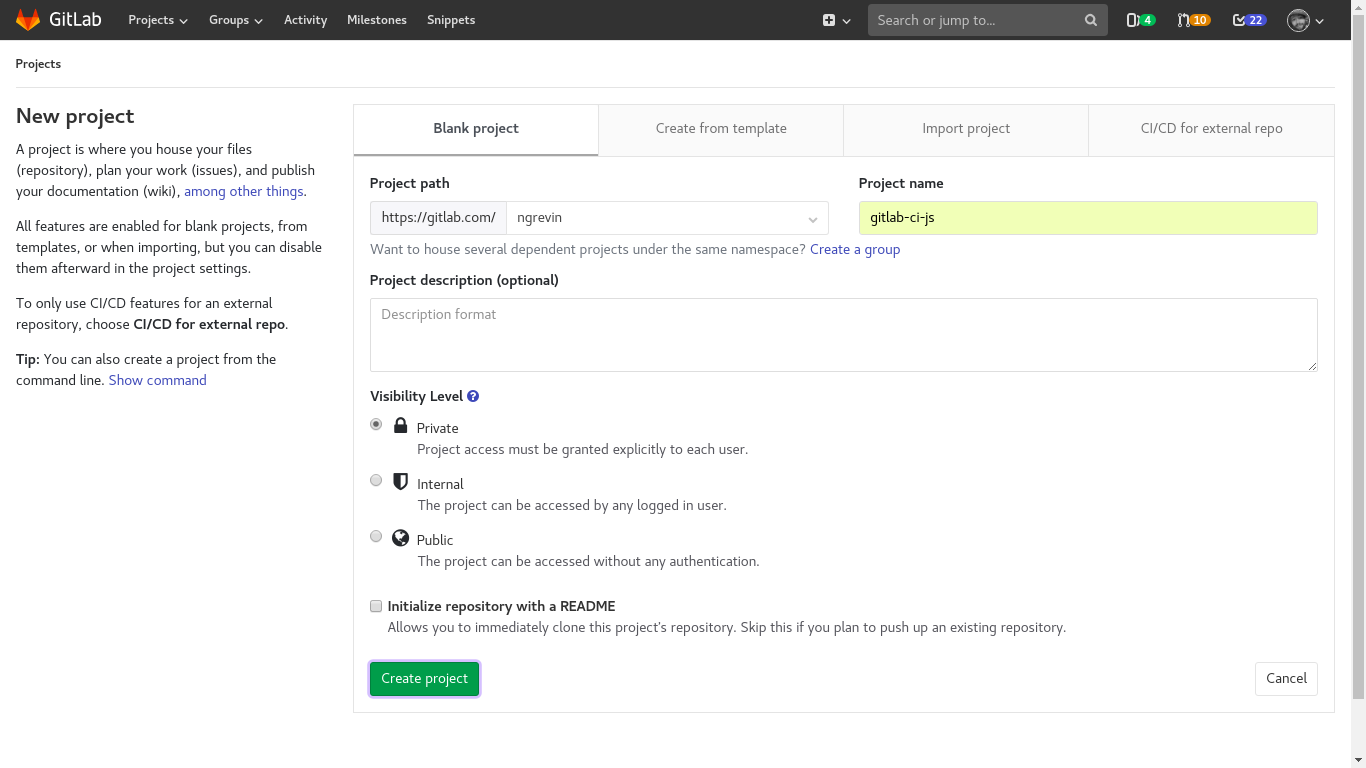 GitLab Projects Groups Activity Milestones Snippets Search or jump to... 4 10 22
Projects
New project
A project is where you house your files
(repository), plan your work (issues), and publish
your documentation (wiki), among other things.
All features are enabled for blank projects, from
templates, or when importing, but you can disable
them afterward in the project settings.
To only use CI/CD features for an external
repository, choose CI/CD for external repo.
Tip: You can also create a project from the
command line. Show command
Blank project Create from template Import project CI/CD for external repo
Project path Project name
https://gitlab.com/ ngrevin gitlab-ci-js
Want to house several dependent projects under the same namespace? Create a group
Project description (optional)
Description format
Visibility Level ?
Private
Project access must be granted explicitly to each user.
Internal
The project can be accessed by any logged in user.
Public
The project can be accessed without any authentication.
Initialize repository with a README
Allows you to immediately clone this project's repository. Skip this if you plan to push up an existing repository.
Create project Cancel